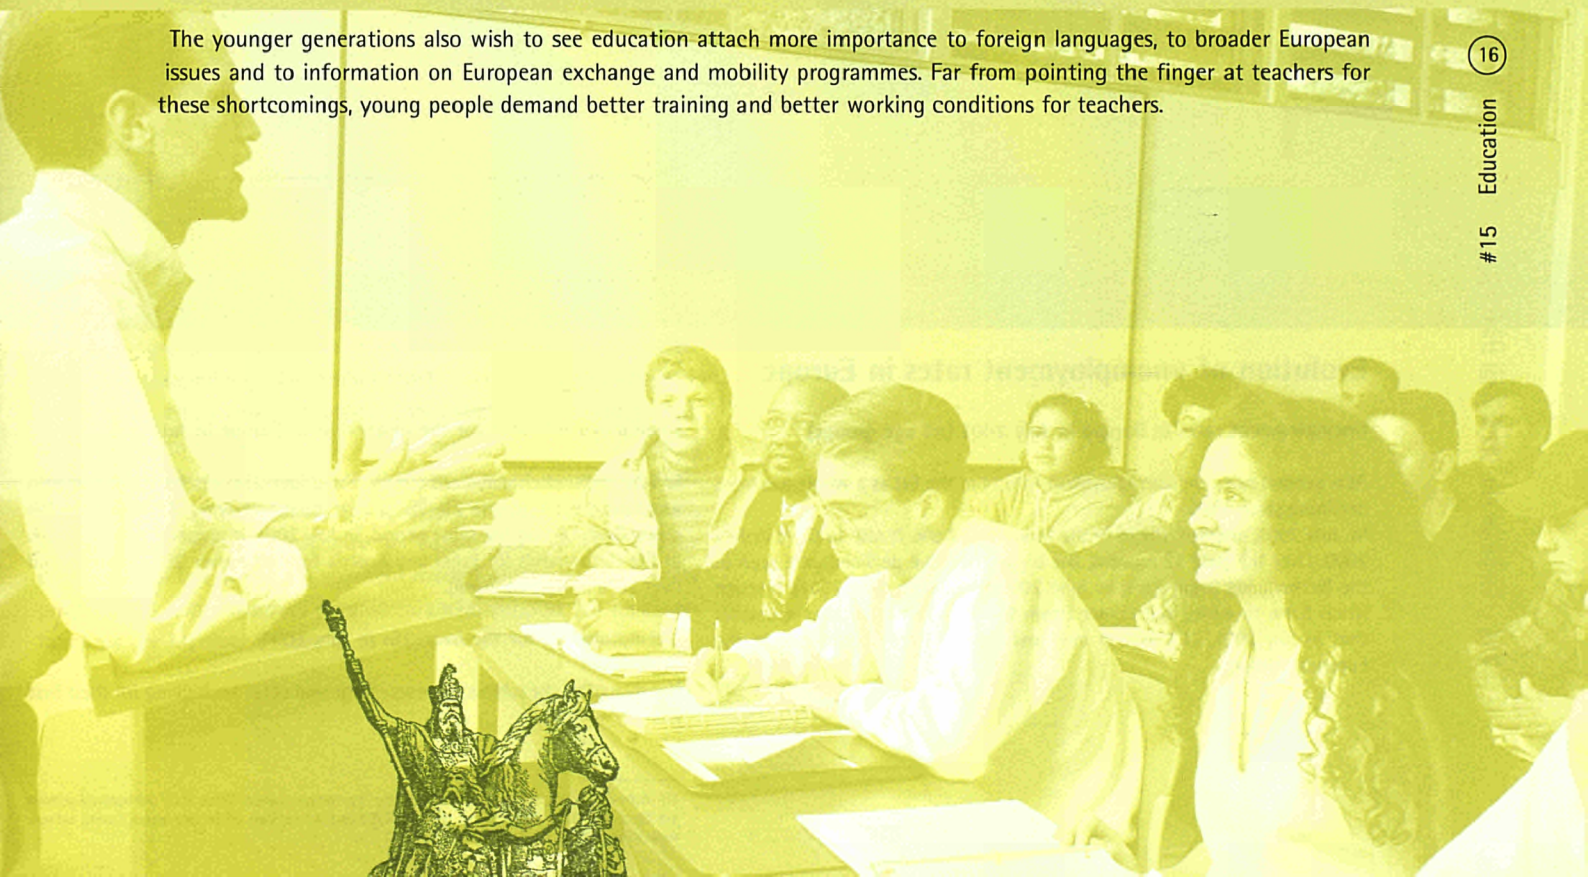 The younger generations also wish to see education attach more importance to foreign languages, to broader European
issues and to information on European exchange and mobility programmes. Far from pointing the finger at teachers for
these shortcomings, young people demand better training and better working conditions for teachers.
16
#15 Education